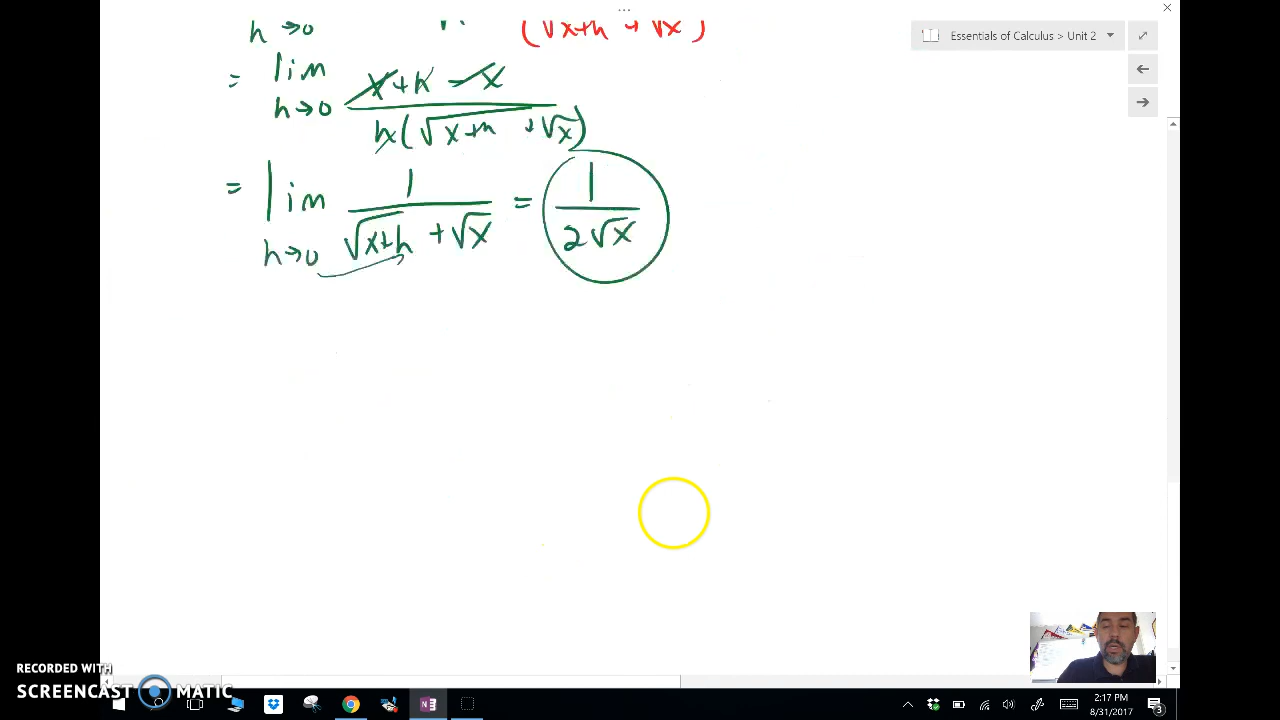 ...
h→0 (√x+h + √x)
Essentials of Calculus > Unit 2
= lim x+h-x
h→0 h(√x+h +√x)
= lim 1 = 1
h→0 √x+h +√x 2√x
RECORDED WITH
SCREENCAST MATIC
N
2:17 PM
8/31/2017
3